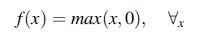 f(x) = max(x,0),   ∀ₓ